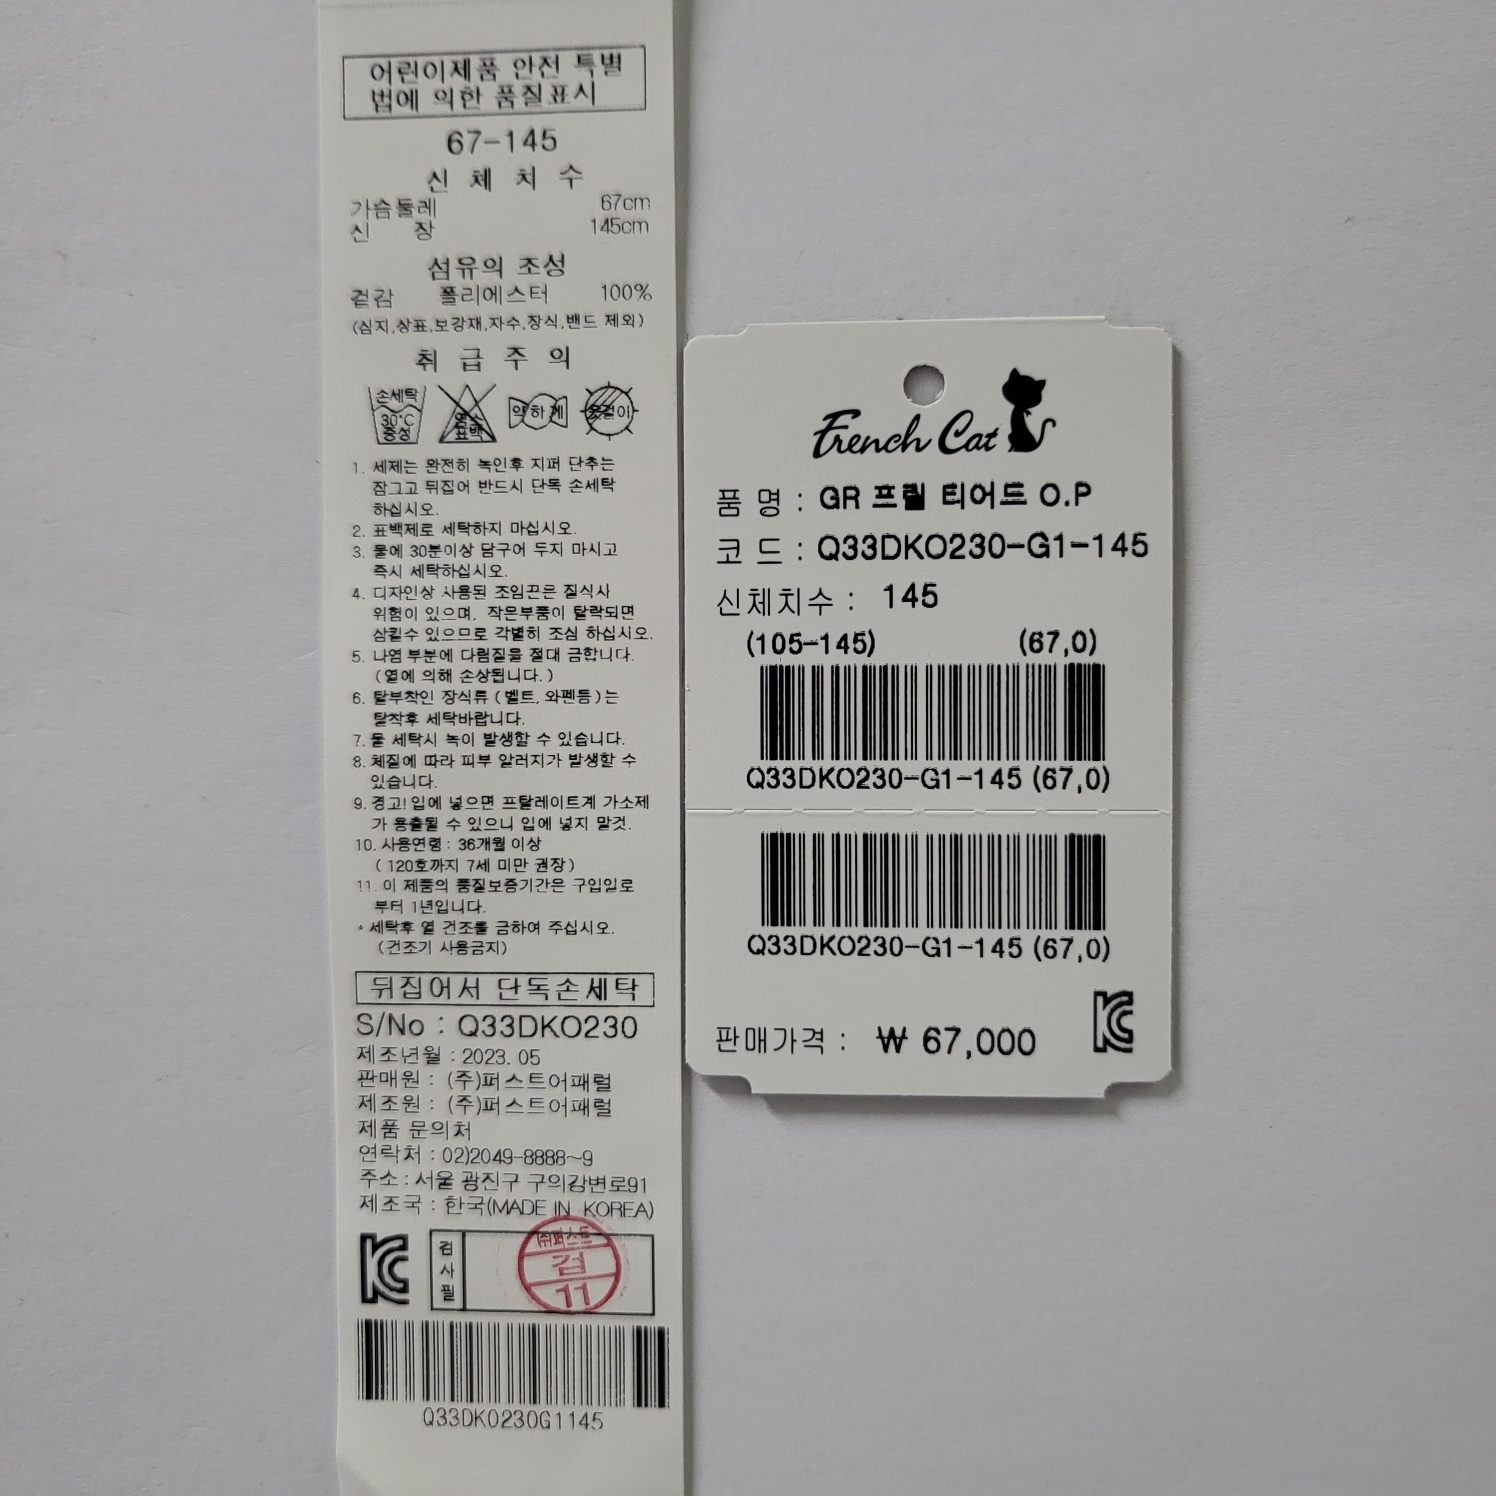 어린이제품 안전 특별
법에 의한 품질표시
67-145
신 체 치 수
가슴둘레 67cm
신 장 145cm
섬유의 조성
겉감 폴리에스터 100%
(심지,상표,보강재,자수,장식,밴드 제외)
취 급 주 의
손세탁
30°C
중성
염소
표백
약하게
옷걸이
1. 세제는 완전히 녹인후 지퍼 단추는
잠그고 뒤집어 반드시 단독 손세탁
하십시오.
2. 표백제로 세탁하지 마십시오.
3. 물에 30분이상 담구어 두지 마시고
즉시 세탁하십시오.
4. 디자인상 사용된 조임끈은 질식사
위험이 있으며, 작은부품이 탈락되면
삼킬수 있으므로 각별히 조심 하십시오.
5. 나염 부분에 다림질을 절대 금합니다.
(열에 의해 손상됩니다.)
6. 탈부착인 장식류 (벨트, 와펜등)는
탈착후 세탁바랍니다.
7. 물 세탁시 녹이 발생할 수 있습니다.
8. 체질에 따라 피부 알러지가 발생할 수
있습니다.
9. 경고! 입에 넣으면 프탈레이트계 가소제
가 용출될 수 있으니 입에 넣지 말것.
10. 사용연령 : 36개월 이상
(120호까지 7세 미만 권장)
11. 이 제품의 품질보증기간은 구입일로
부터 1년입니다.
* 세탁후 열 건조를 금하여 주십시오.
(건조기 사용금지)
뒤집어서 단독손세탁
S/No : Q33DKO230
제조년월 : 2023. 05
판매원 : (주)퍼스트어패럴
제조원 : (주)퍼스트어패럴
제품 문의처
연락처 : 02)2049-8888~9
주소 : 서울 광진구 구의강변로91
제조국 : 한국(MADE IN KOREA)
KC
검사필
㈜퍼스트
검
11
Q33DKO230G1145
French Cat
품 명 : GR 프릴 티어드 O.P
코 드 : Q33DKO230-G1-145
신체치수 : 145
(105-145) (67,0)
Q33DKO230-G1-145 (67,0)
Q33DKO230-G1-145 (67,0)
판매가격 : ₩ 67,000
KC